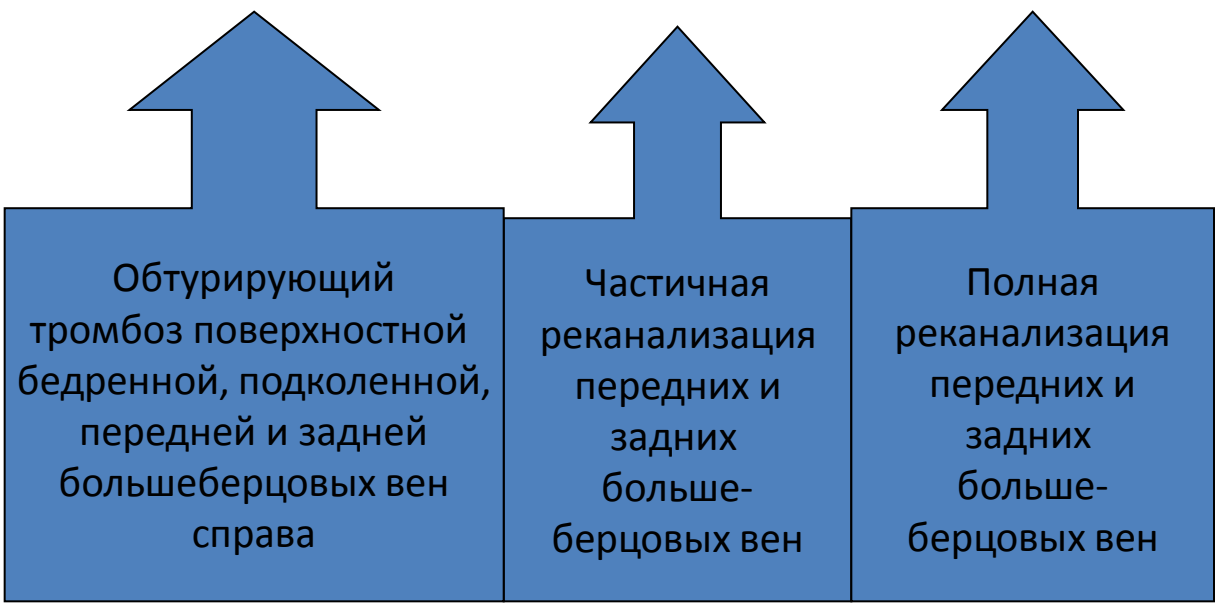 Обтурирующий
тромбоз поверхностной
бедренной, подколенной,
передней и задней
большеберцовых вен
справа
Частичная
реканализация
передних и
задних
больше-
берцовых вен
Полная
реканализация
передних и
задних
больше-
берцовых вен